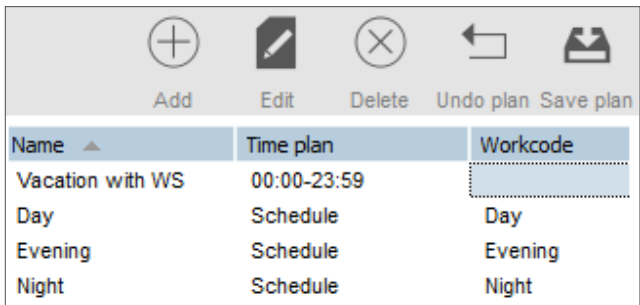 Add Edit Delete Undo plan Save plan
Name Time plan Workcode
Vacation with WS 00:00-23:59
Day Schedule Day
Evening Schedule Evening
Night Schedule Night